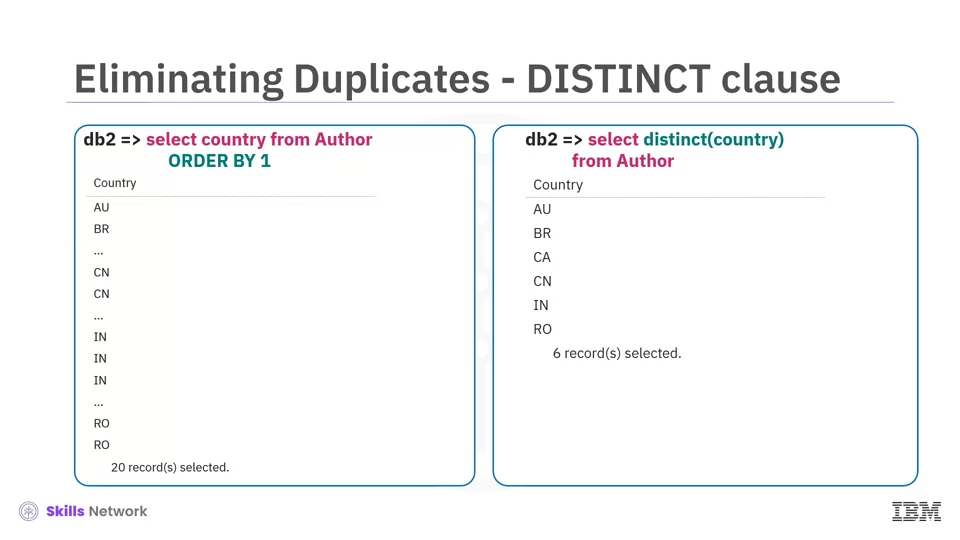 Eliminating Duplicates - DISTINCT clause
db2 => select country from Author
ORDER BY 1
Country
AU
BR
...
CN
CN
...
IN
IN
IN
...
RO
RO
20 record(s) selected.
db2 => select distinct(country)
from Author
Country
AU
BR
CA
CN
IN
RO
6 record(s) selected.
Skills Network
IBM